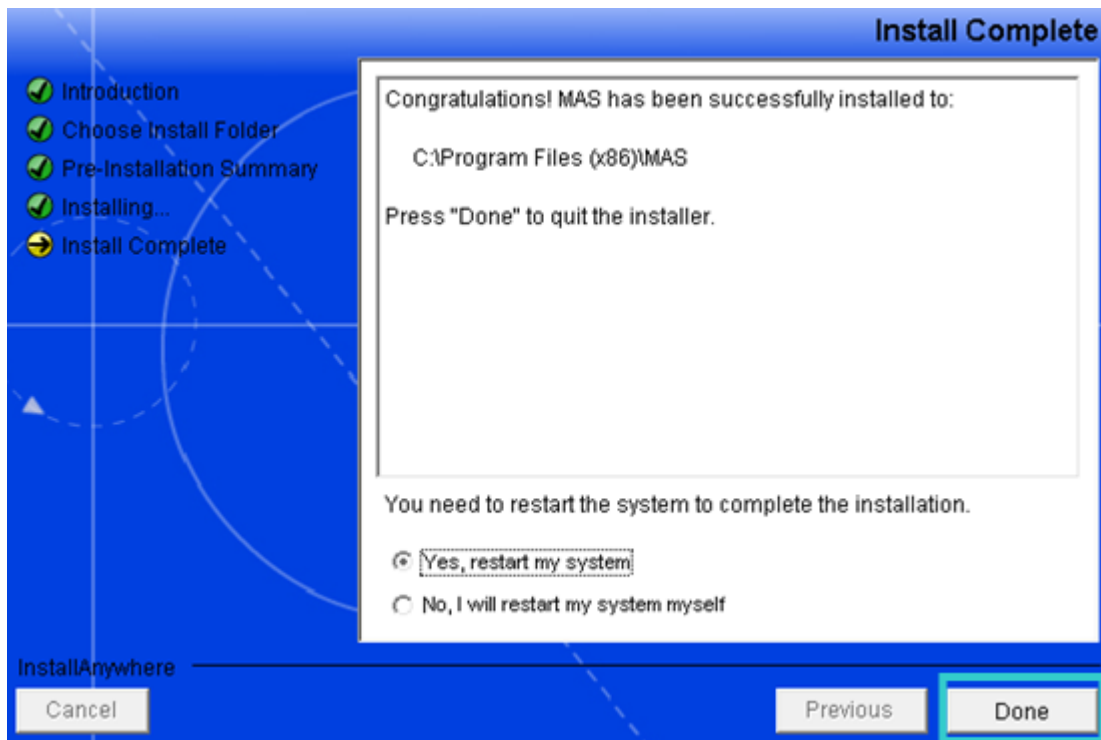 Install Complete
Introduction
Choose Install Folder
Pre-Installation Summary
Installing...
Install Complete
Congratulations! MAS has been successfully installed to:
C:\Program Files (x86)\MAS
Press "Done" to quit the installer.
You need to restart the system to complete the installation.
Yes, restart my system
No, I will restart my system myself
InstallAnywhere
Cancel
Previous
Done